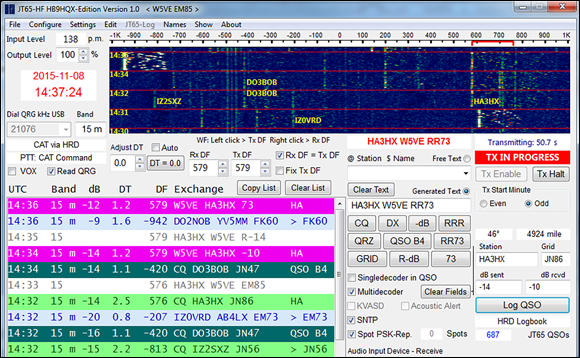 JT65-HF HB9HQX-Edition Version 1.0 < W5VE EM85 >
File Configure Settings Edit JT65-Log Names Show About
Input Level 138 p.m.
Output Level 100 %
2015-11-08
14:37:24
Dial QRG kHz USB Band
21076 15 m
CAT via HRD
PTT: CAT Command
VOX Read QRG
-1K -900 -800 -700 -600 -500 -400 -300 -200 -100 0 100 200 300 400 500 600 700 800 900 1K
14:35
14:34
DO3BOB
14:32
DO3BOB
IZ2SXZ
HA3HX
14:31
IZ0VRD
14:30
WF: Left click > Tx DF Right click > Rx DF
Adjust DT Auto
0.0 DT = 0.0
Rx DF Tx DF
579 579
Rx DF = Tx DF
Fix Tx DF
UTC Band dB DT DF Exchange Copy List Clear List
14:36 15 m -12 1.2 579 W5VE HA3HX 73 HA
14:36 15 m -9 1.6 -942 DO2NOB YV5MM FK60 > FK60
14:35 15 m 579 HA3HX W5VE R-14
14:34 15 m -14 1.2 579 W5VE HA3HX -10 HA
14:34 15 m -16 1.1 -420 CQ DO3BOB JN47 QSO B4
14:33 15 m 576 HA3HX W5VE EM85
14:32 15 m -14 2.5 576 CQ HA3HX JN86 HA
14:32 15 m -20 0.8 -207 IZ0VRD AB4LX EM73 > EM73
14:32 15 m -16 1.1 -420 CQ DO3BOB JN47 QSO B4
14:32 15 m -15 2.2 -813 CQ IZ2SXZ JN56 > JN56
HA3HX W5VE RR73
@ Station $ Name Free Text
Clear Text Generated Text
HA3HX W5VE RR73
CQ DX -dB RRR
QRZ QSO B4 RR73
GRID R-dB 73
Singledecoder in QSO
Multidecoder Clear Fields
KVASD Acoustic Alert
SNTP
Spot PSK-Rep. 0 Spots
Audio Input Device - Receive
Transmitting: 50.7 s
TX IN PROGRESS
Tx Enable Tx Halt
Tx Start Minute
Even Odd
46° 4924 mile
Station Grid
HA3HX JN86
dB sent dB rcvd
-14 -10
Log QSO
HRD Logbook
687 JT65 QSOs